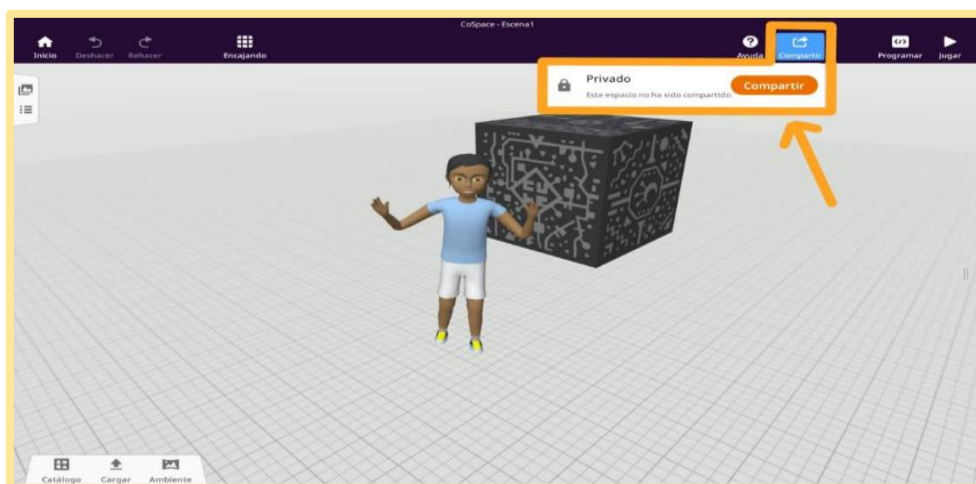 CoSpace - Escena1
Inicio Deshacer Rehacer Encajando Ayuda Compartir Programar Jugar
Privado
Este espacio no ha sido compartido
Compartir
Catálogo Cargar Ambiente